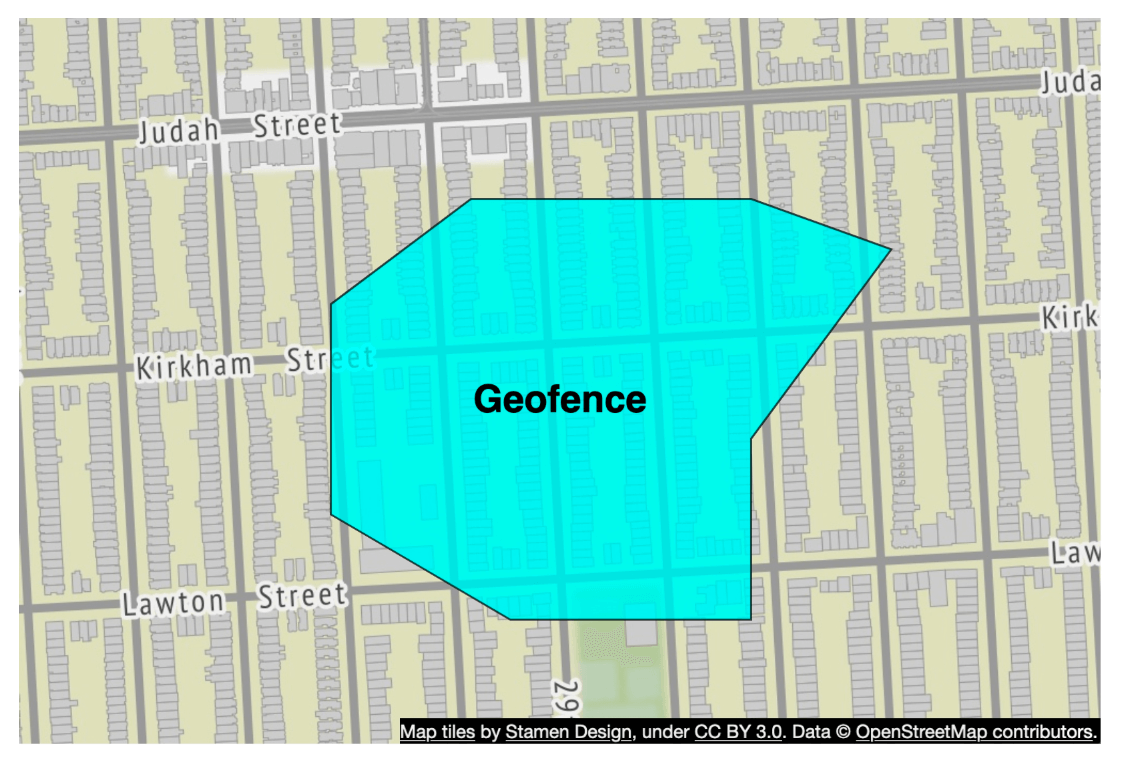 Juda
Judah Street
Kirk
Kirkham Street
Geofence
Law
Lawton Street
29
Map tiles by Stamen Design, under CC BY 3.0. Data © OpenStreetMap contributors.